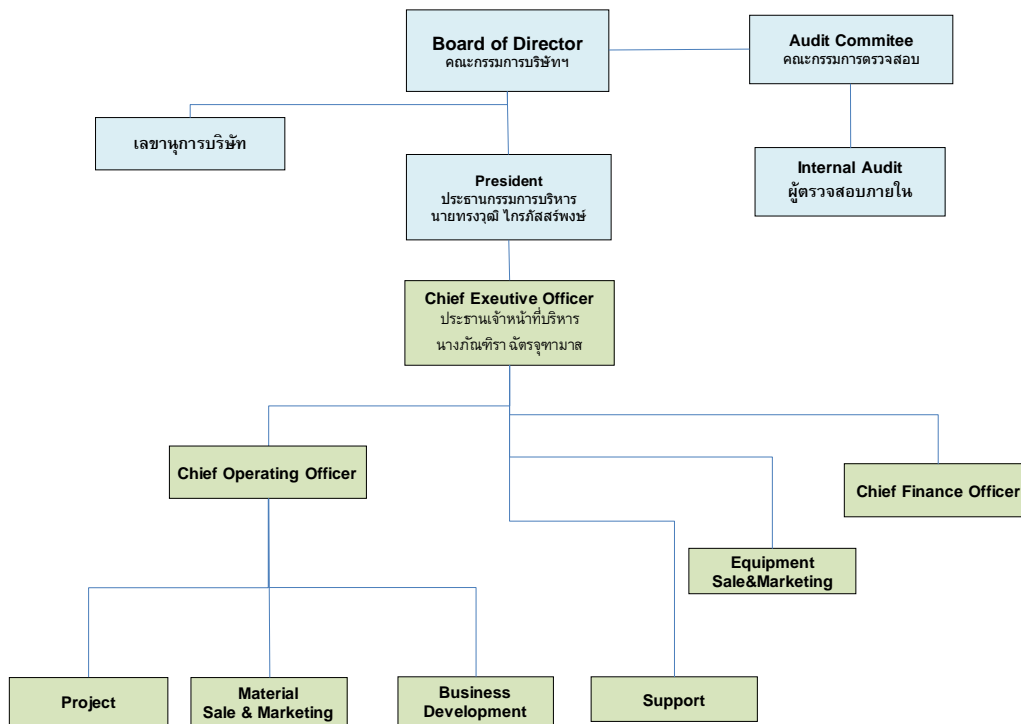 Board of Director
คณะกรรมการบริษัทฯ
Audit Commitee
คณะกรรมการตรวจสอบ
เลขานุการบริษัท
President
ประธานกรรมการบริหาร
นายทรงวุฒิ ไกรภัสสร์พงษ์
Internal Audit
ผู้ตรวจสอบภายใน
Chief Exeutive Officer
ประธานเจ้าหน้าที่บริหาร
นางภัณฑิรา ฉัตรจุฑามาส
Chief Operating Officer
Chief Finance Officer
Equipment
Sale&Marketing
Project
Material
Sale & Marketing
Business
Development
Support